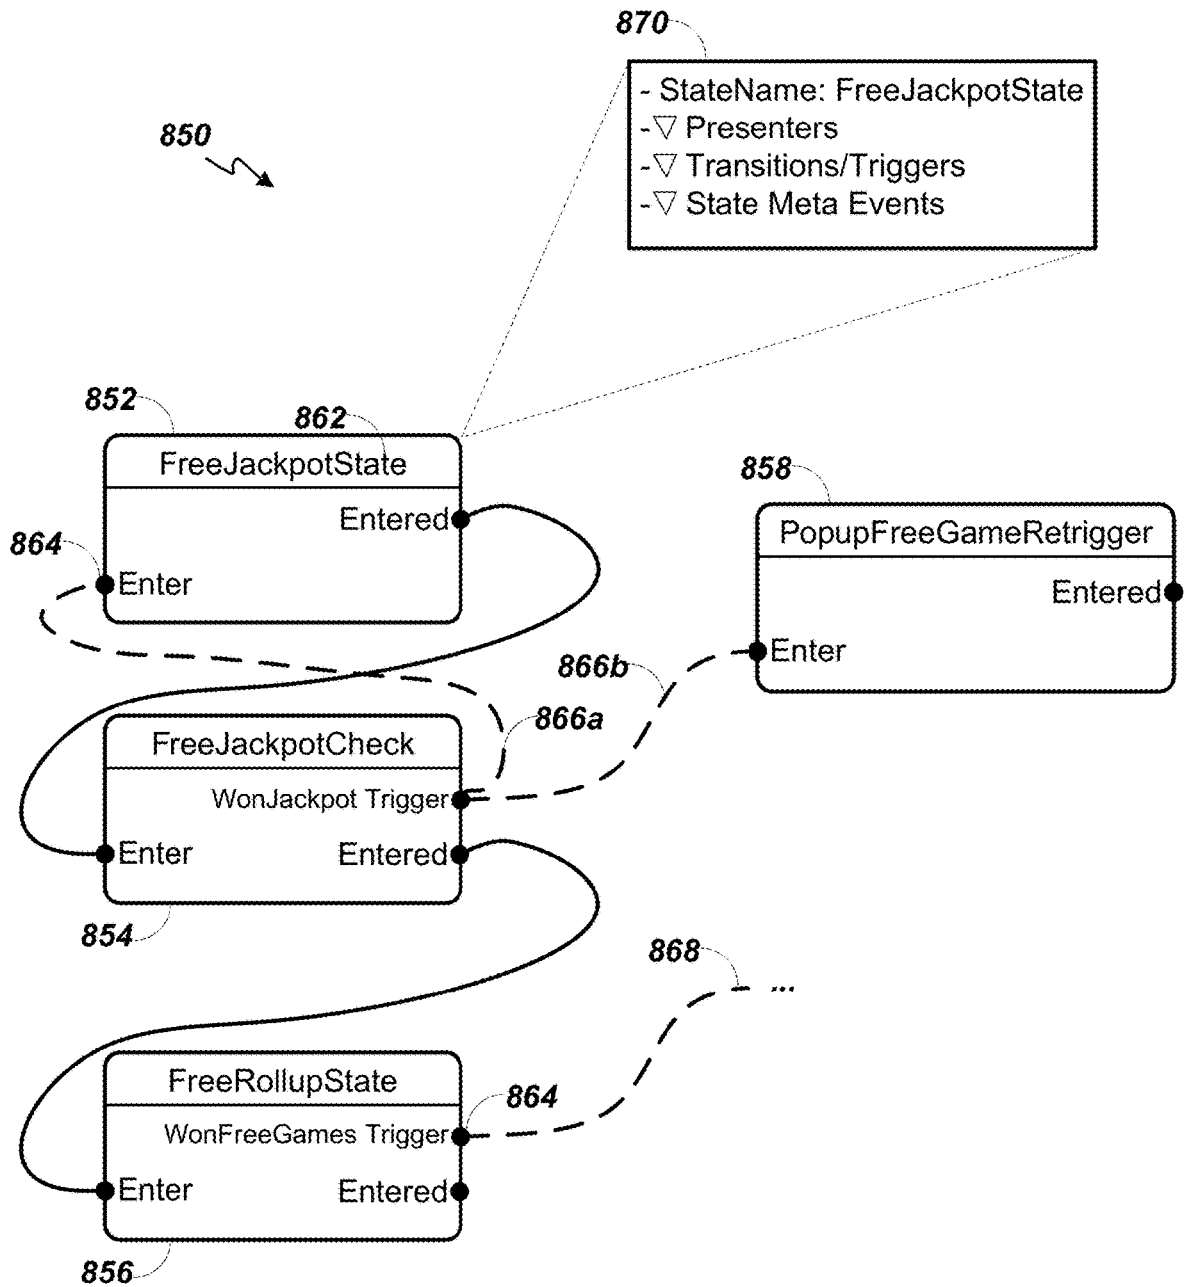 870
- StateName: FreeJackpotState
-▽ Presenters
-▽ Transitions/Triggers
-▽ State Meta Events
850
852
862
FreeJackpotState
Entered
864
Enter
858
PopupFreeGameRetrigger
Entered
Enter
866b
866a
FreeJackpotCheck
WonJackpot Trigger
Enter
Entered
854
868
...
FreeRollupState
864
WonFreeGames Trigger
Enter
Entered
856